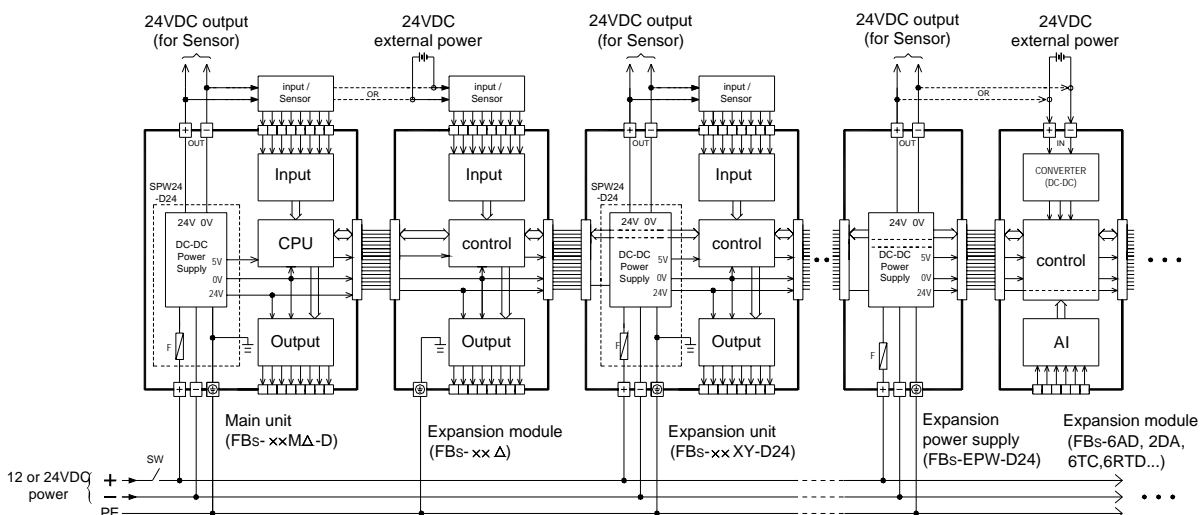 24VDC output
(for Sensor)
24VDC
external power
24VDC output
(for Sensor)
24VDC output
(for Sensor)
24VDC
external power
input /
Sensor
OR
input /
Sensor
input /
Sensor
OR
+ −
OUT
+ −
OUT
+ −
OUT
+ −
IN
Input
Input
Input
CONVERTER
(DC-DC)
SPW24
-D24
SPW24
-D24
24V 0V
DC-DC
Power
Supply
5V
0V
24V
CPU
control
24V 0V
DC-DC
Power
Supply
5V
0V
24V
control
24V 0V
DC-DC
Power
Supply
5V
0V
24V
control
F
Output
Output
F
Output
F
AI
+ −
+ −
+ −
Main unit
(FBs-××MΔ-D)
Expansion module
(FBs-×× Δ)
Expansion unit
(FBs-×× XY-D24)
Expansion
power supply
(FBs-EPW-D24)
Expansion module
(FBs-6AD, 2DA,
6TC,6RTD...)
12 or 24VDC
power
+
−
SW
PE